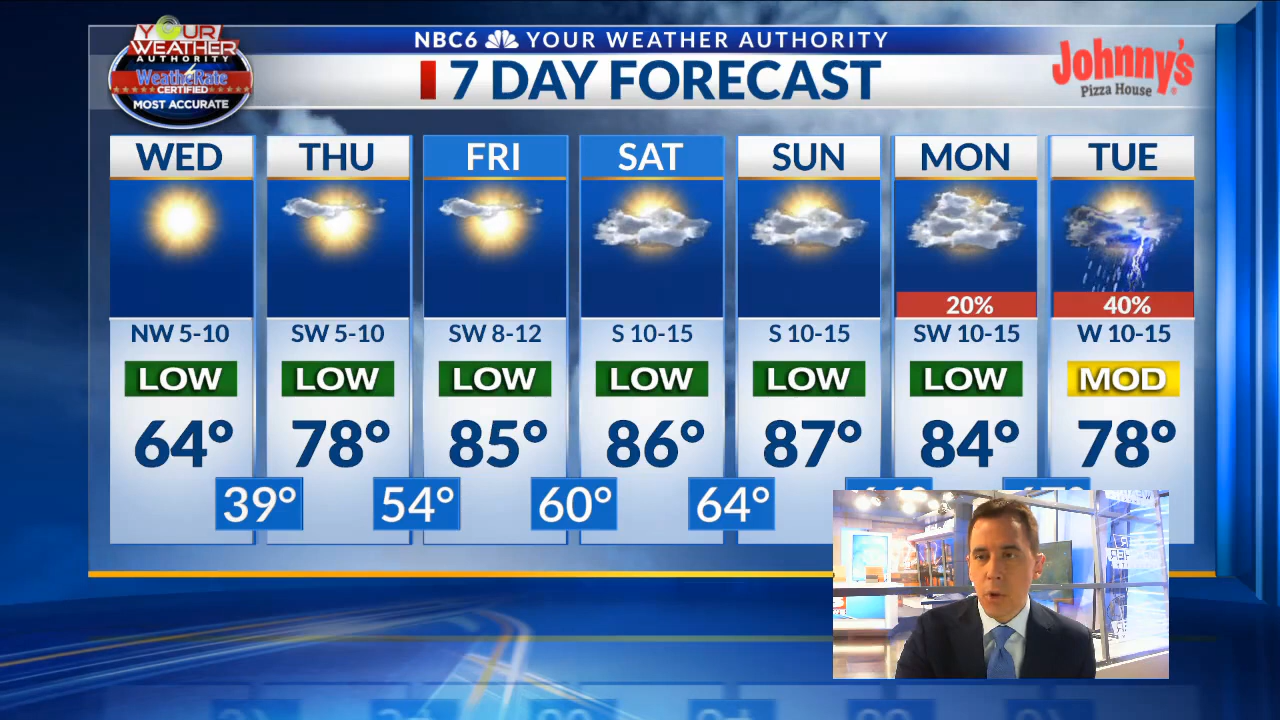 YOUR
WEATHER
AUTHORITY
WeatheRate
CERTIFIED
MOST ACCURATE
NBC6 YOUR WEATHER AUTHORITY
7 DAY FORECAST
Johnny's
Pizza House
WED THU FRI SAT SUN MON TUE
20% 40%
NW 5-10 SW 5-10 SW 8-12 S 10-15 S 10-15 SW 10-15 W 10-15
LOW LOW LOW LOW LOW LOW MOD
64° 78° 85° 86° 87° 84° 78°
39° 54° 60° 64°